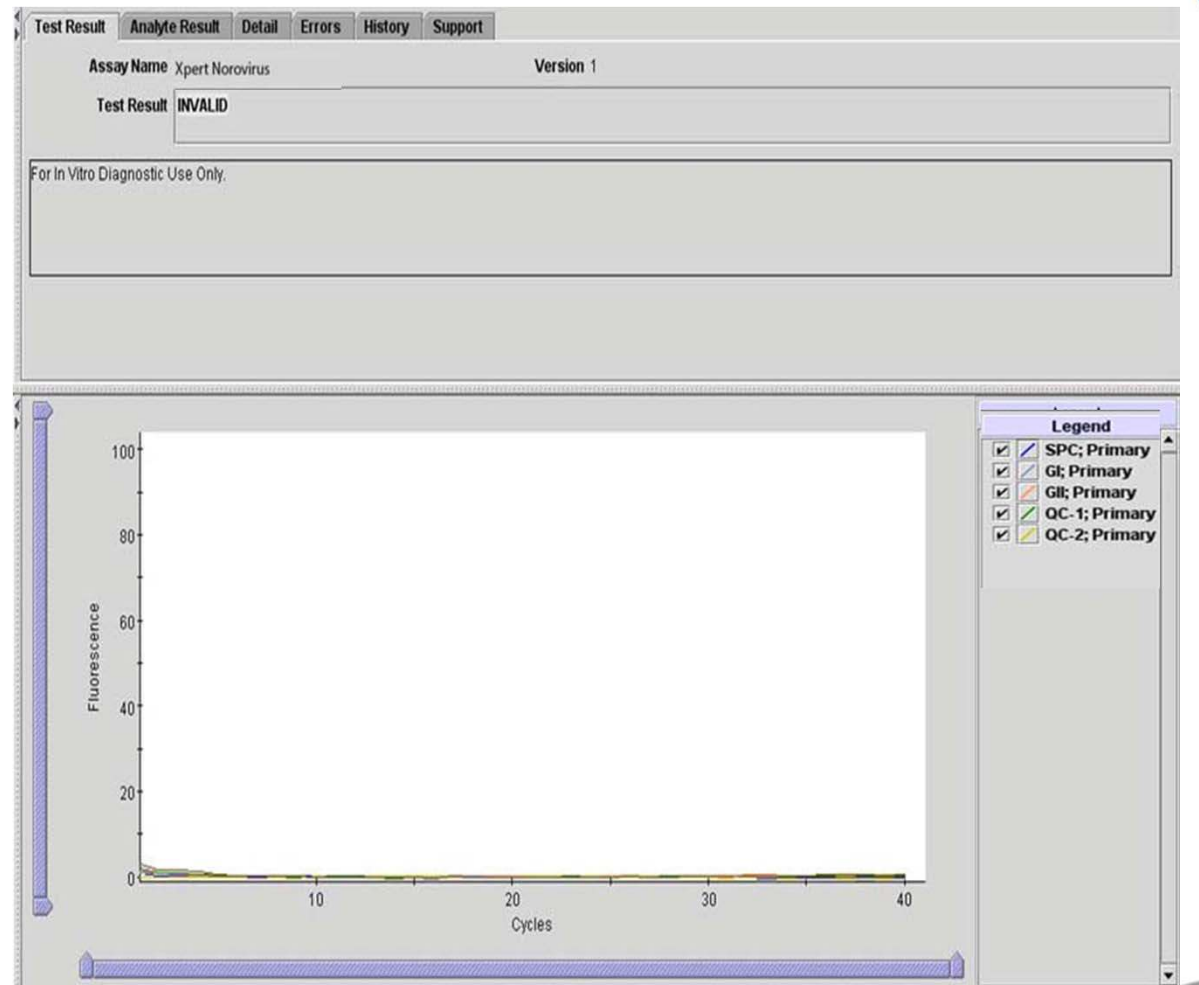 Test Result Analyte Result Detail Errors History Support
Assay Name Xpert Norovirus Version 1
Test Result INVALID
For In Vitro Diagnostic Use Only.
Legend
SPC; Primary
GI; Primary
GII; Primary
QC-1; Primary
QC-2; Primary
100
80
60
40
20
0
Fluorescence
10 20 30 40
Cycles